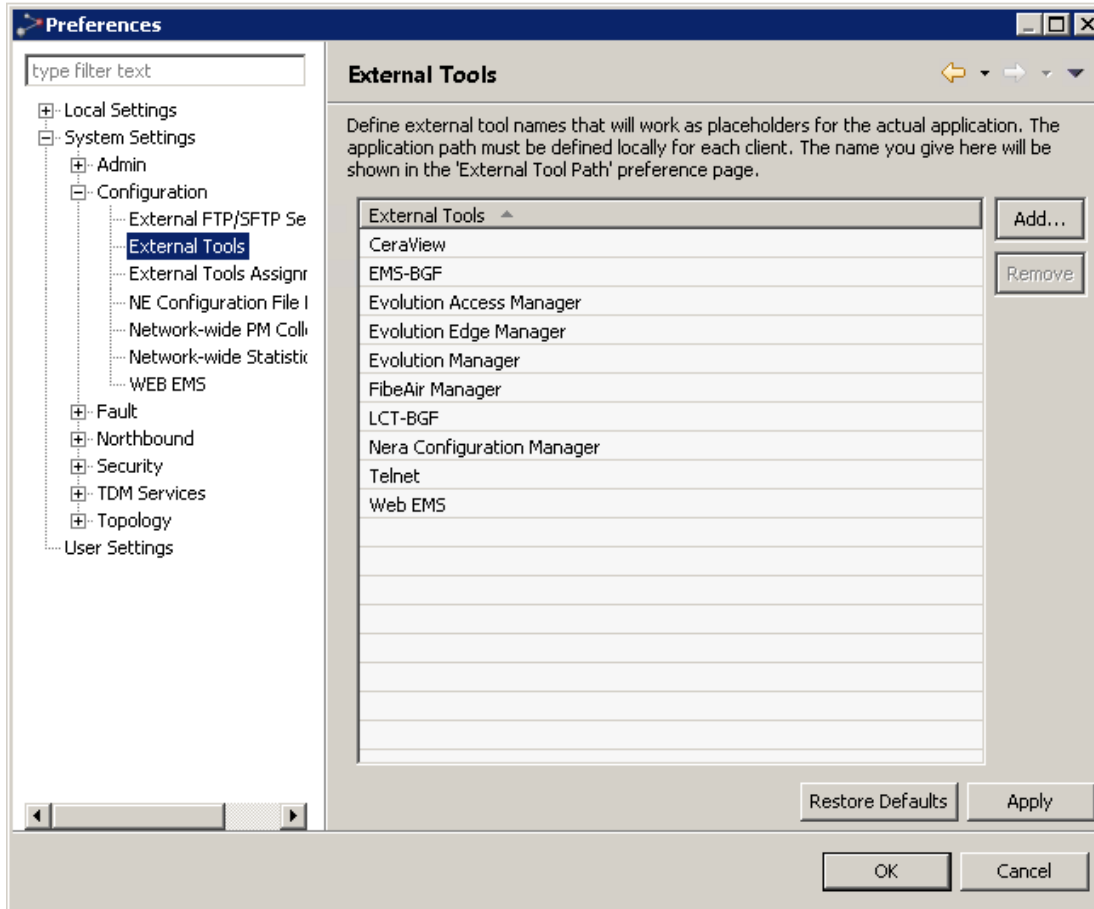 Preferences
type filter text
Local Settings
System Settings
Admin
Configuration
External FTP/SFTP Se
External Tools
External Tools Assignr
NE Configuration File I
Network-wide PM Coll
Network-wide Statistic
WEB EMS
Fault
Northbound
Security
TDM Services
Topology
User Settings
External Tools
Define external tool names that will work as placeholders for the actual application. The
application path must be defined locally for each client. The name you give here will be
shown in the 'External Tool Path' preference page.
External Tools
CeraView
EMS-BGF
Evolution Access Manager
Evolution Edge Manager
Evolution Manager
FibeAir Manager
LCT-BGF
Nera Configuration Manager
Telnet
Web EMS
Add...
Remove
Restore Defaults
Apply
OK
Cancel